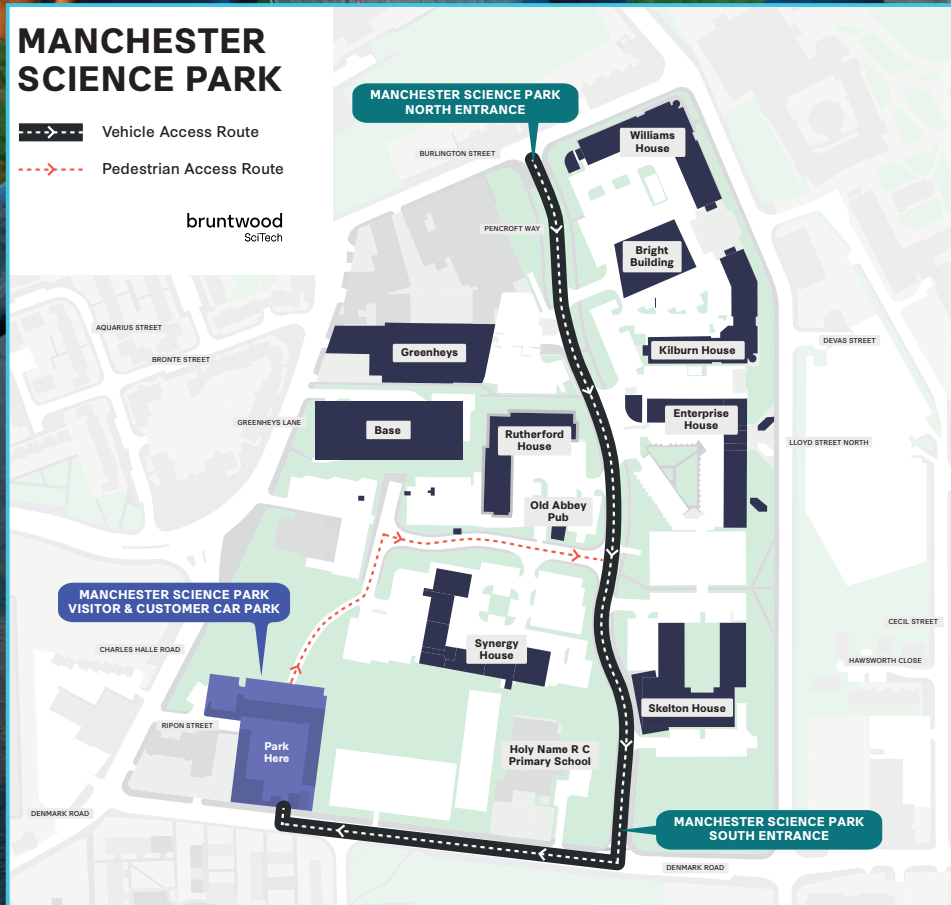 MANCHESTER
SCIENCE PARK
Vehicle Access Route
Pedestrian Access Route
bruntwood
SciTech
MANCHESTER SCIENCE PARK
NORTH ENTRANCE
BURLINGTON STREET
Williams
House
PENCROFT WAY
Bright
Building
AQUARIUS STREET
BRONTE STREET
Greenheys
Kilburn House
DEVAS STREET
GREENHEYS LANE
Base
Rutherford
House
Enterprise
House
LLOYD STREET NORTH
Old Abbey
Pub
MANCHESTER SCIENCE PARK
VISITOR & CUSTOMER CAR PARK
CHARLES HALLE ROAD
Synergy
House
CECIL STREET
HAWSWORTH CLOSE
Skelton House
RIPON STREET
Park
Here
Holy Name R C
Primary School
DENMARK ROAD
MANCHESTER SCIENCE PARK
SOUTH ENTRANCE
DENMARK ROAD